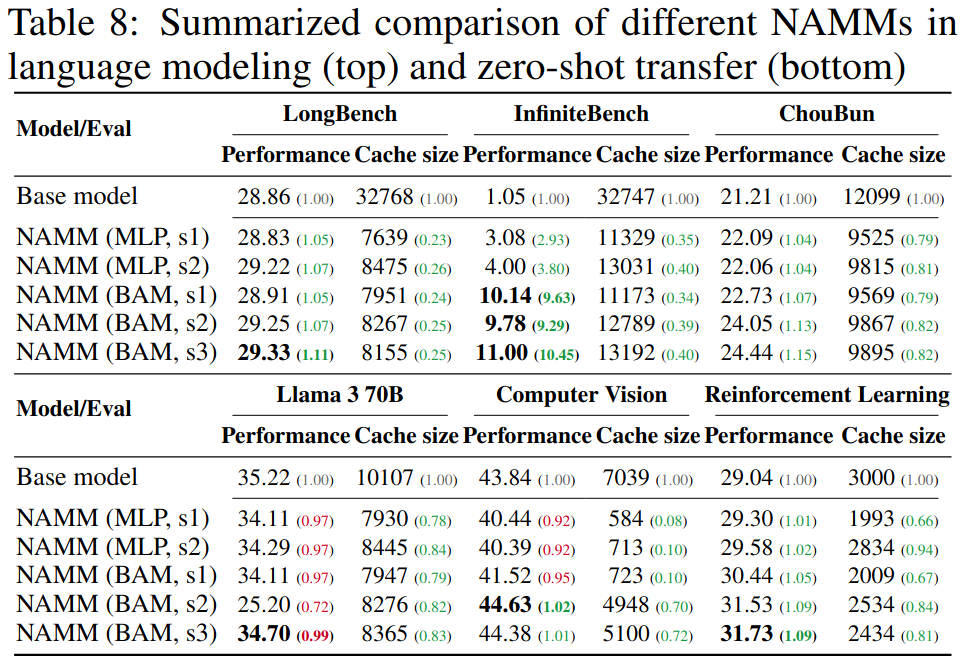 Table 8: Summarized comparison of different NAMMs in
language modeling (top) and zero-shot transfer (bottom)
Model/Eval LongBench InfiniteBench ChouBun
Performance Cache size Performance Cache size Performance Cache size
Base model 28.86 (1.00) 32768 (1.00) 1.05 (1.00) 32747 (1.00) 21.21 (1.00) 12099 (1.00)
NAMM (MLP, s1) 28.83 (1.05) 7639 (0.23) 3.08 (2.93) 11329 (0.35) 22.09 (1.04) 9525 (0.79)
NAMM (MLP, s2) 29.22 (1.07) 8475 (0.26) 4.00 (3.80) 13031 (0.40) 22.06 (1.04) 9815 (0.81)
NAMM (BAM, s1) 28.91 (1.05) 7951 (0.24) 10.14 (9.63) 11173 (0.34) 22.73 (1.07) 9569 (0.79)
NAMM (BAM, s2) 29.25 (1.07) 8267 (0.25) 9.78 (9.29) 12789 (0.39) 24.05 (1.13) 9867 (0.82)
NAMM (BAM, s3) 29.33 (1.11) 8155 (0.25) 11.00 (10.45) 13192 (0.40) 24.44 (1.15) 9895 (0.82)
Model/Eval Llama 3 70B Computer Vision Reinforcement Learning
Performance Cache size Performance Cache size Performance Cache size
Base model 35.22 (1.00) 10107 (1.00) 43.84 (1.00) 7039 (1.00) 29.04 (1.00) 3000 (1.00)
NAMM (MLP, s1) 34.11 (0.97) 7930 (0.78) 40.44 (0.92) 584 (0.08) 29.30 (1.01) 1993 (0.66)
NAMM (MLP, s2) 34.29 (0.97) 8445 (0.84) 40.39 (0.92) 713 (0.10) 29.58 (1.02) 2834 (0.94)
NAMM (BAM, s1) 34.11 (0.97) 7947 (0.79) 41.52 (0.95) 723 (0.10) 30.44 (1.05) 2009 (0.67)
NAMM (BAM, s2) 25.20 (0.72) 8276 (0.82) 44.63 (1.02) 4948 (0.70) 31.53 (1.09) 2534 (0.84)
NAMM (BAM, s3) 34.70 (0.99) 8365 (0.83) 44.38 (1.01) 5100 (0.72) 31.73 (1.09) 2434 (0.81)